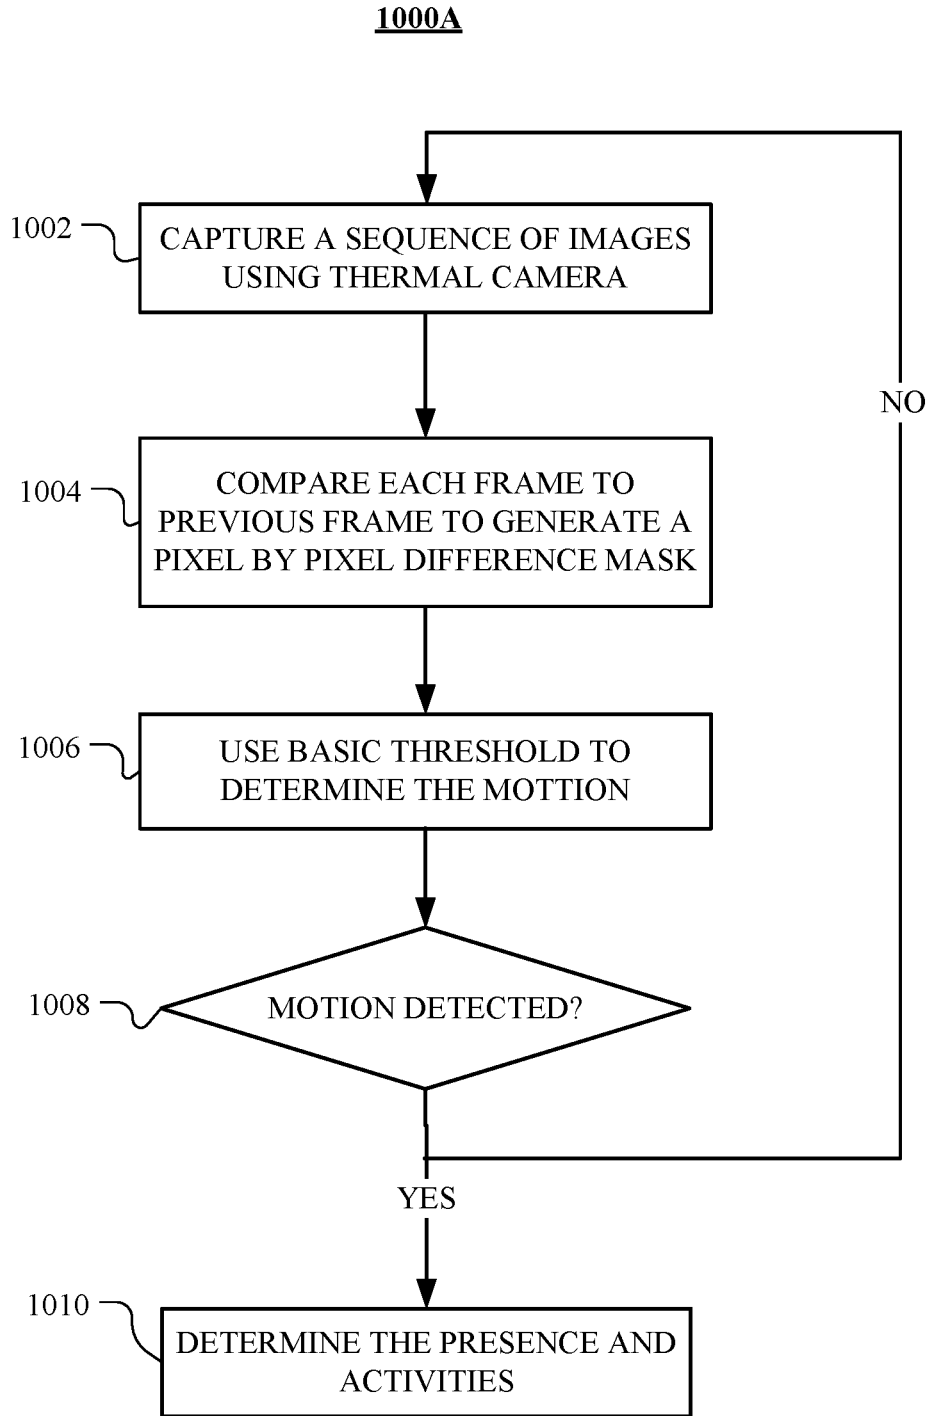 1000A
1002
CAPTURE A SEQUENCE OF IMAGES
USING THERMAL CAMERA
NO
1004
COMPARE EACH FRAME TO
PREVIOUS FRAME TO GENERATE A
PIXEL BY PIXEL DIFFERENCE MASK
1006
USE BASIC THRESHOLD TO
DETERMINE THE MOTTION
1008
MOTION DETECTED?
YES
1010
DETERMINE THE PRESENCE AND
ACTIVITIES